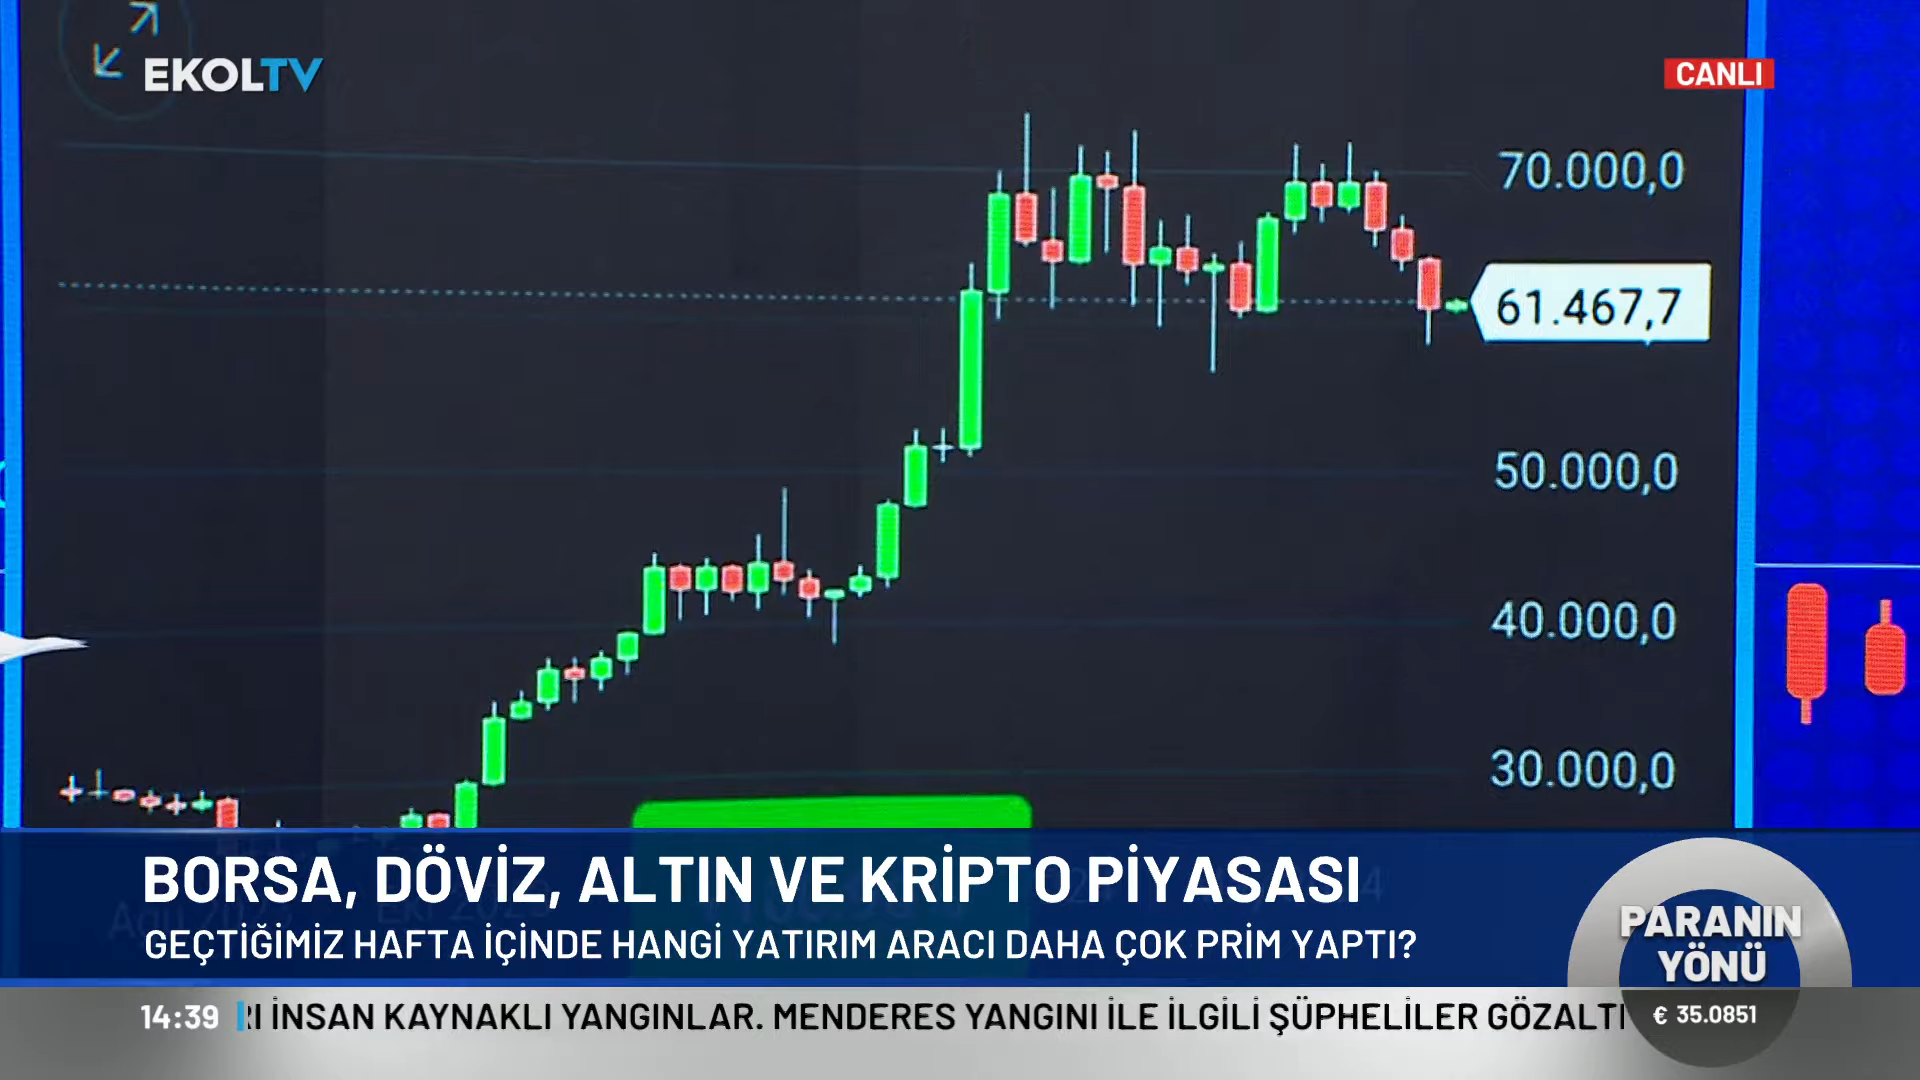 EKOLTV
CANLI
70.000,0
61.467,7
50.000,0
40.000,0
30.000,0
BORSA, DÖVİZ, ALTIN VE KRİPTO PİYASASI
GEÇTİĞİMİZ HAFTA İÇİNDE HANGİ YATIRIM ARACI DAHA ÇOK PRİM YAPTI?
PARANIN
YÖNÜ
14:39
İNSAN KAYNAKLI YANGINLAR. MENDERES YANGINI İLE İLGİLİ ŞÜPHELİLER GÖZALTI
€ 35.0851